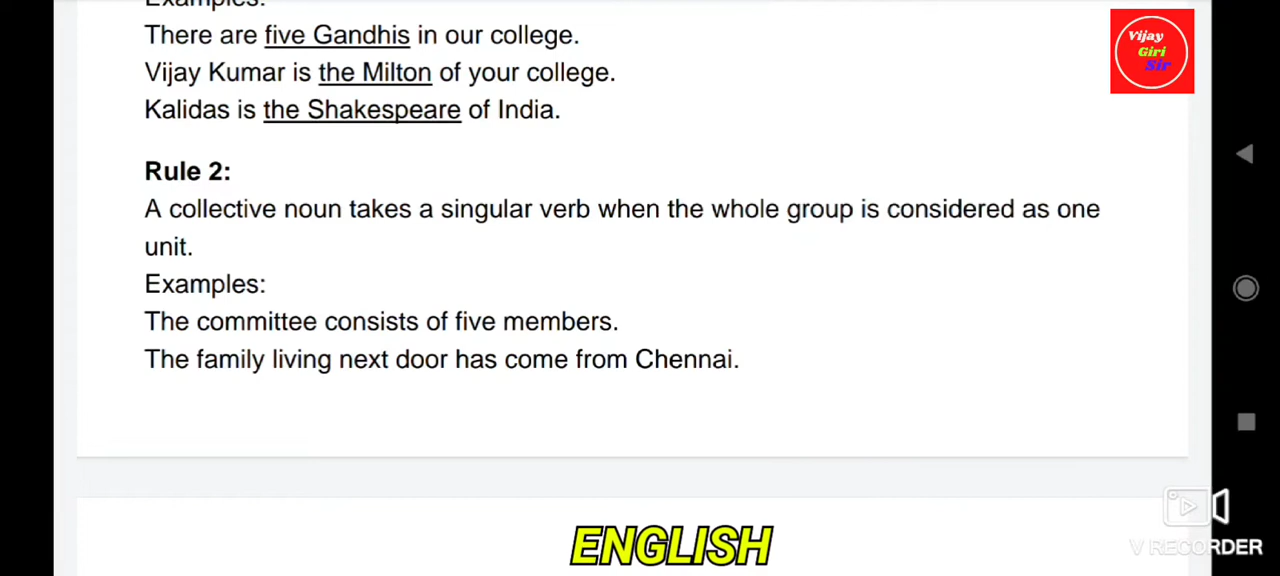 Examples:
There are five Gandhis in our college.
Vijay Kumar is the Milton of your college.
Kalidas is the Shakespeare of India.
Rule 2:
A collective noun takes a singular verb when the whole group is considered as one
unit.
Examples:
The committee consists of five members.
The family living next door has come from Chennai.
ENGLISH
Vijay
Giri
Sir
V RECORDER